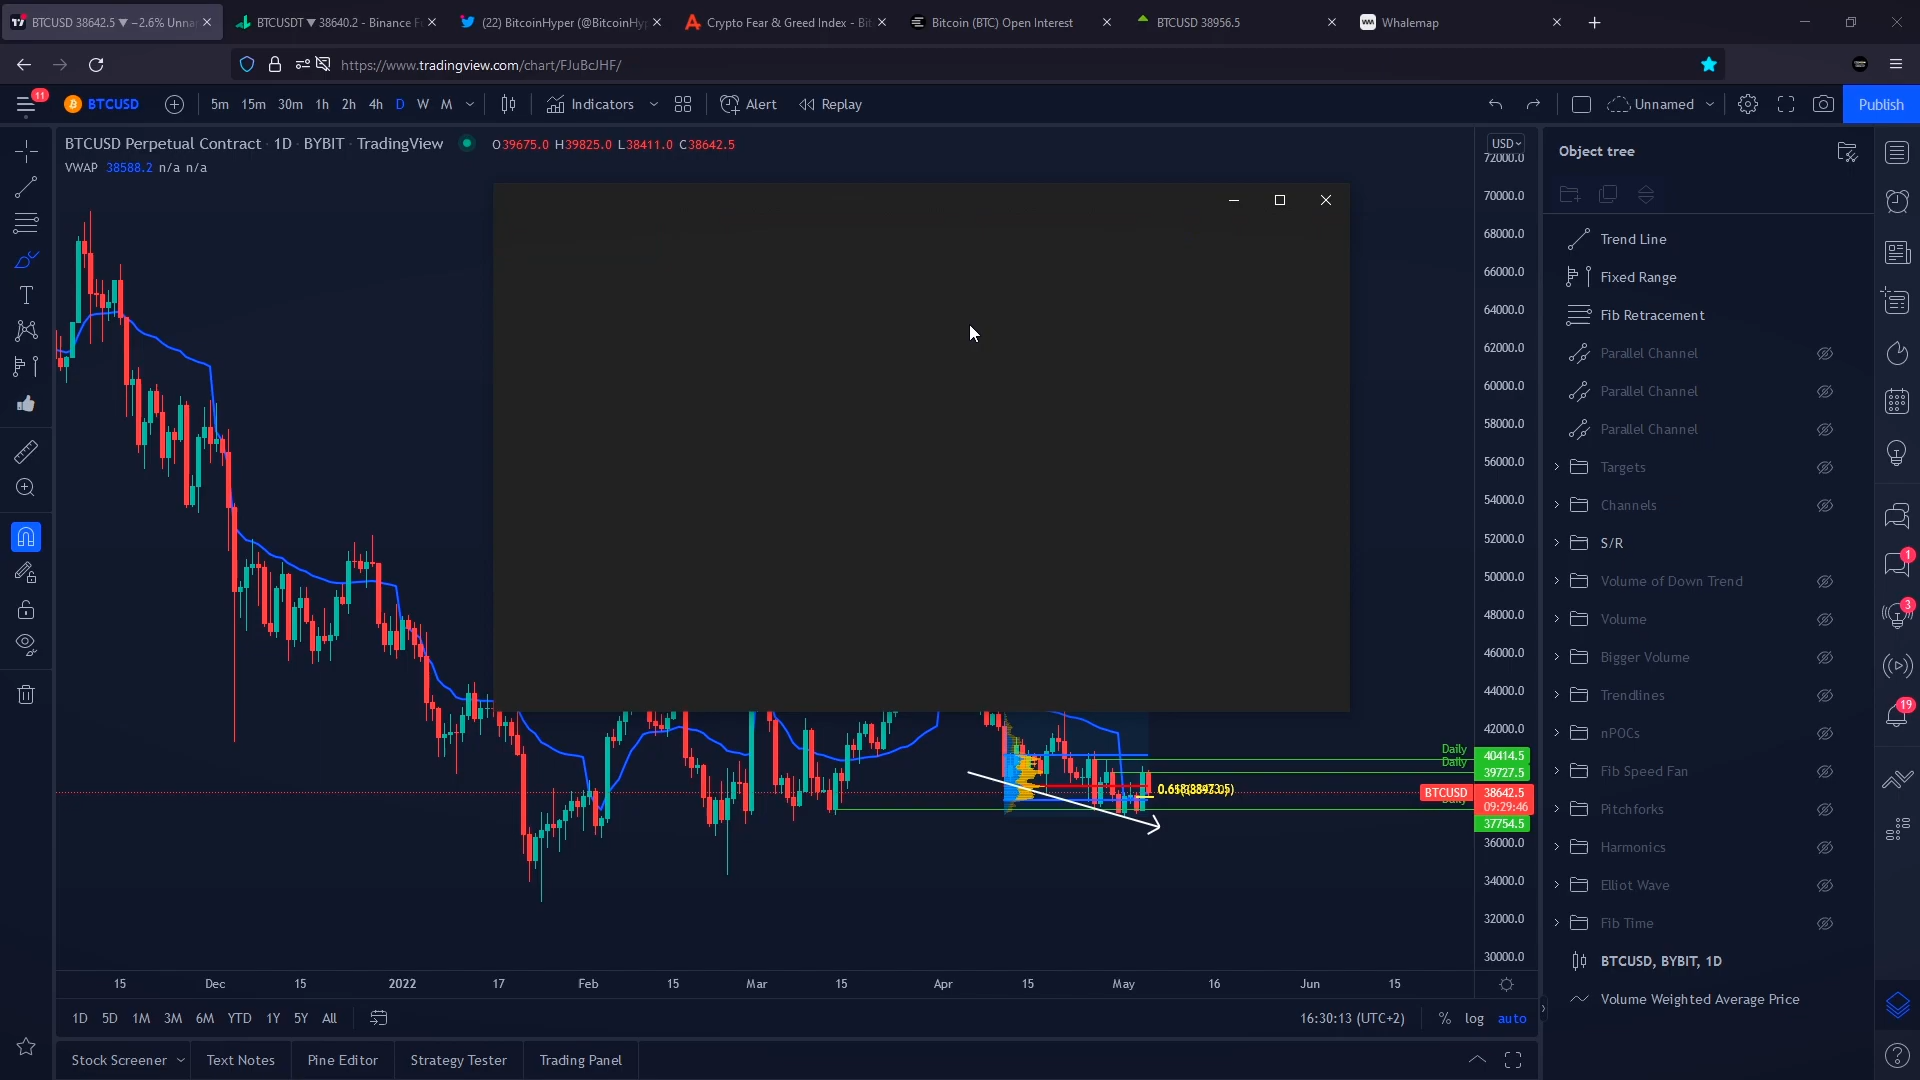 BTCUSD 38642.5 ▼ −2.6% Unna
BTCUSDT ▼ 38640.2 - Binance F
(22) BitcoinHyper (@BitcoinHy
Crypto Fear & Greed Index - Bi
Bitcoin (BTC) Open Interest
BTCUSD 38956.5
Whalemap
https://www.tradingview.com/chart/FJuBcJHF/
11
BTCUSD
5m 15m 30m 1h 2h 4h D W M
Indicators
Alert
Replay
Unnamed
Publish
BTCUSD Perpetual Contract · 1D · BYBIT · TradingView
O39675.0 H39825.0 L38411.0 C38642.5
VWAP 38588.2 n/a n/a
USD
72000.0
70000.0
68000.0
66000.0
64000.0
62000.0
60000.0
58000.0
56000.0
54000.0
52000.0
50000.0
48000.0
46000.0
44000.0
42000.0
Daily 40414.5
Daily 39727.5
BTCUSD 38642.5
09:29:46
37754.5
36000.0
34000.0
32000.0
30000.0
15 Dec 15 2022 17 Feb 15 Mar 15 Apr 15 May 16 Jun 15
1D 5D 1M 3M 6M YTD 1Y 5Y All
16:30:13 (UTC+2)
% log auto
Stock Screener
Text Notes
Pine Editor
Strategy Tester
Trading Panel
Object tree
Trend Line
Fixed Range
Fib Retracement
Parallel Channel
Parallel Channel
Parallel Channel
Targets
Channels
S/R
Volume of Down Trend
Volume
Bigger Volume
Trendlines
nPOCs
Fib Speed Fan
Pitchforks
Harmonics
Elliot Wave
Fib Time
BTCUSD, BYBIT, 1D
Volume Weighted Average Price
1
3
19